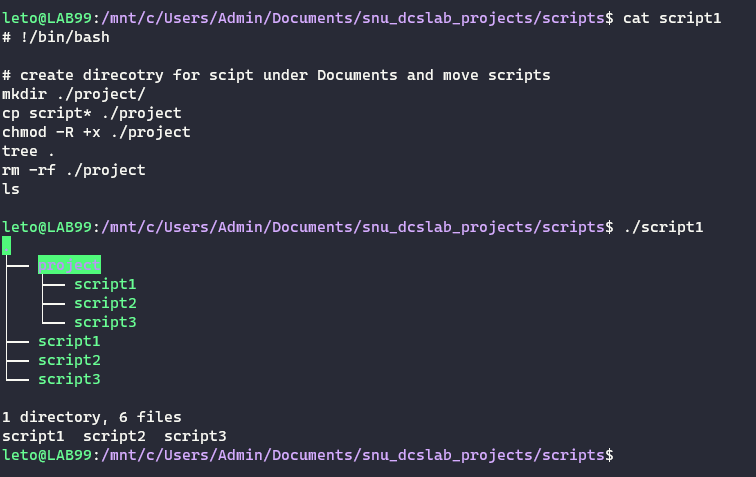 leto@LAB99:/mnt/c/Users/Admin/Documents/snu_dcslab_projects/scripts$ cat script1
# !/bin/bash
# create direcotry for scipt under Documents and move scripts
mkdir ./project/
cp script* ./project
chmod -R +x ./project
tree .
rm -rf ./project
ls
leto@LAB99:/mnt/c/Users/Admin/Documents/snu_dcslab_projects/scripts$ ./script1
.
├── project
│   ├── script1
│   ├── script2
│   └── script3
├── script1
├── script2
└── script3
1 directory, 6 files
script1  script2  script3
leto@LAB99:/mnt/c/Users/Admin/Documents/snu_dcslab_projects/scripts$